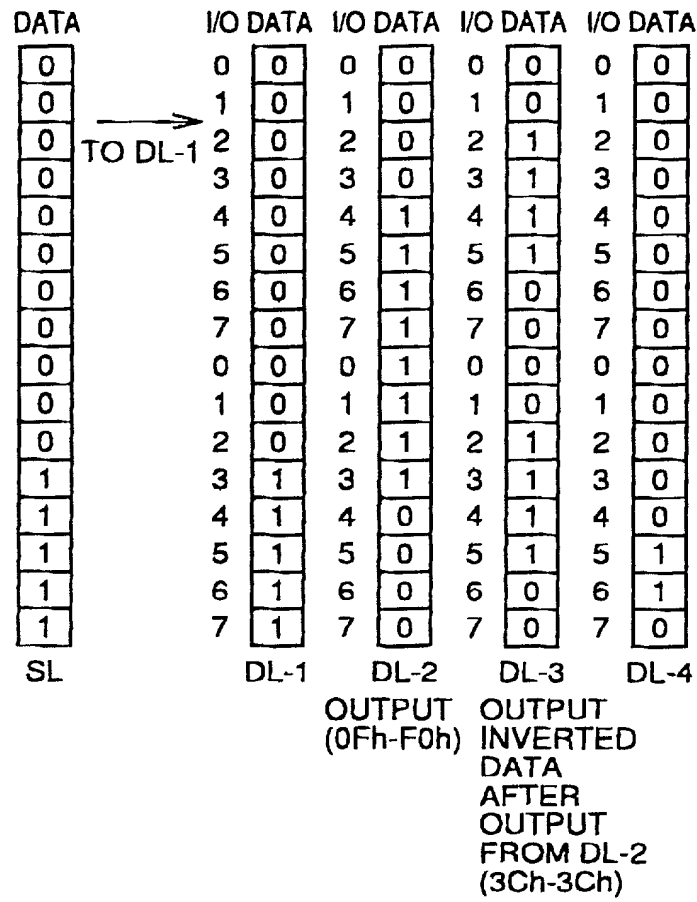 DATA I/O DATA I/O DATA I/O DATA I/O DATA
0 0 0 0 0 0 0 0 0
0 1 0 1 0 1 0 1 0
0 2 0 2 0 2 1 2 0
TO DL-1
0 3 0 3 0 3 1 3 0
0 4 0 4 1 4 1 4 0
0 5 0 5 1 5 1 5 0
0 6 0 6 1 6 0 6 0
0 7 0 7 1 7 0 7 0
0 0 0 0 1 0 0 0 0
0 1 0 1 1 1 0 1 0
0 2 0 2 1 2 1 2 0
1 3 1 3 1 3 1 3 0
1 4 1 4 0 4 1 4 0
1 5 1 5 0 5 1 5 1
1 6 1 6 0 6 0 6 1
1 7 1 7 0 7 0 7 0
SL DL-1 DL-2 DL-3 DL-4
OUTPUT
(0Fh-F0h)
OUTPUT
INVERTED
DATA
AFTER
OUTPUT
FROM DL-2
(3Ch-3Ch)